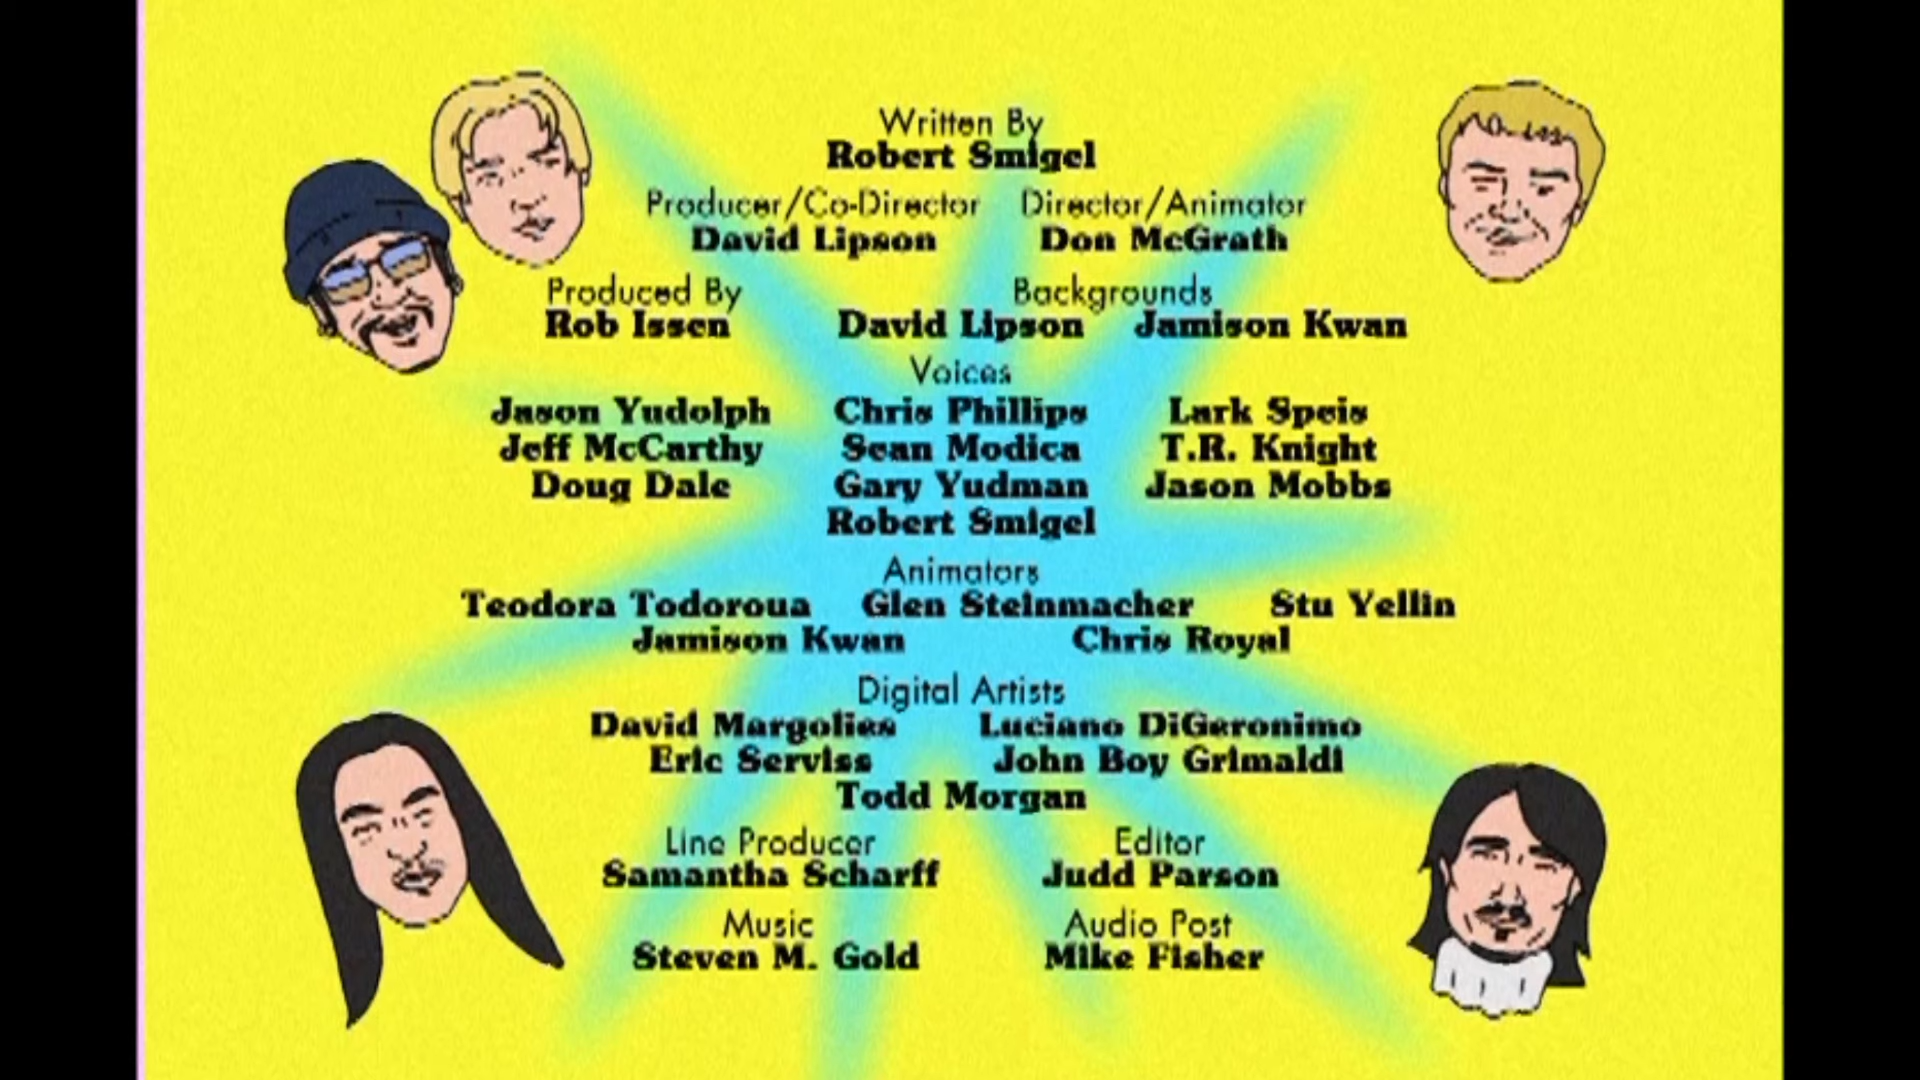 Written By
Robert Smigel
Producer/Co-Director Director/Animator
David Lipson Don McGrath
Produced By Backgrounds
Rob Issen David Lipson Jamison Kwan
Voices
Jason Yudolph Chris Phillips Lark Speis
Jeff McCarthy Sean Modica T.R. Knight
Doug Dale Gary Yudman Jason Mobbs
Robert Smigel
Animators
Teodora Todoroua Glen Steinmacher Stu Yellin
Jamison Kwan Chris Royal
Digital Artists
David Margolies Luciano DiGeronimo
Eric Serviss John Boy Grimaldi
Todd Morgan
Line Producer Editor
Samantha Scharff Judd Parson
Music Audio Post
Steven M. Gold Mike Fisher